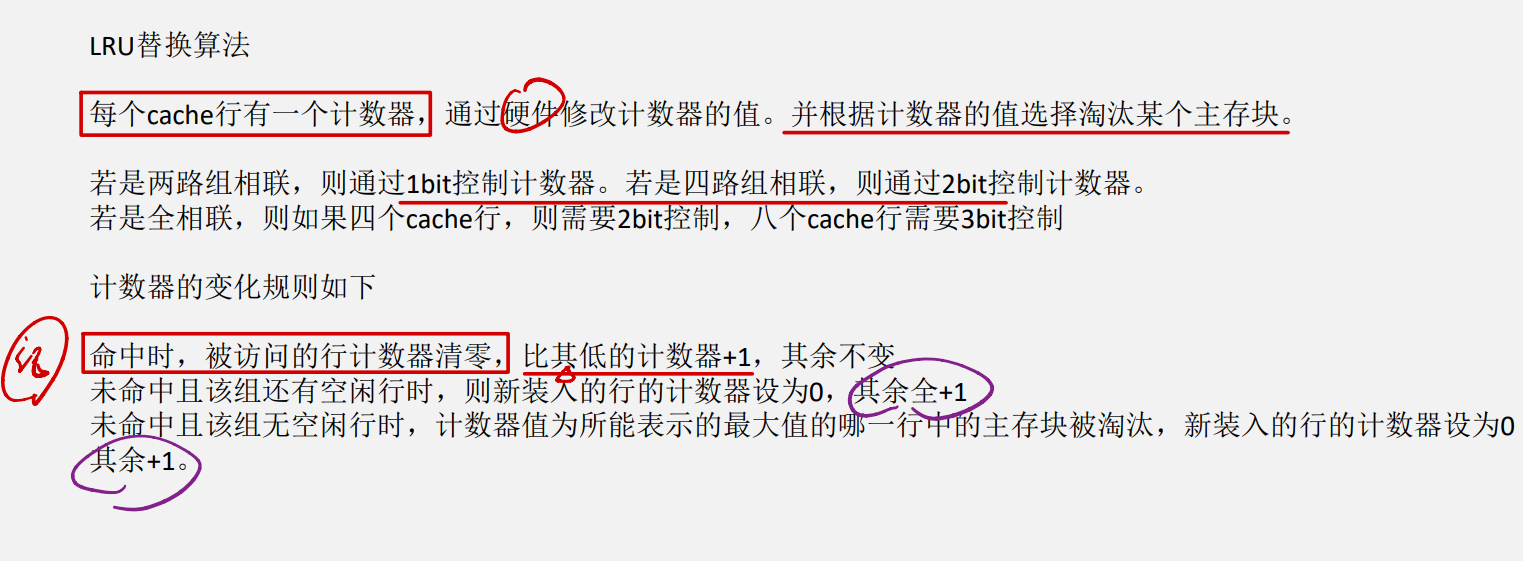 LRU替换算法
每个cache行有一个计数器，通过硬件修改计数器的值。并根据计数器的值选择淘汰某个主存块。
若是两路组相联，则通过1bit控制计数器。若是四路组相联，则通过2bit控制计数器。
若是全相联，则如果四个cache行，则需要2bit控制，八个cache行需要3bit控制
计数器的变化规则如下
命中时，被访问的行计数器清零，比其低的计数器+1，其余不变
未命中且该组还有空闲行时，则新装入的行的计数器设为0，其余全+1
未命中且该组无空闲行时，计数器值为所能表示的最大值的哪一行中的主存块被淘汰，新装入的行的计数器设为0
其余+1。